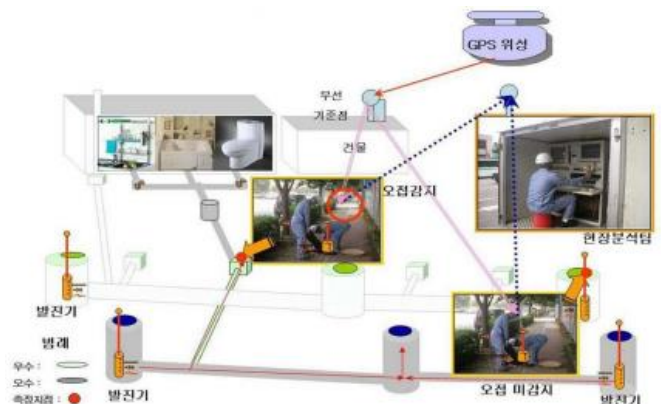 GPS 위성
무선
기준점
건물
오접감지
현장분석팀
발진기
발진기
범례
우수 :
오수 :
측정지점 :
오접 미감지
발진기